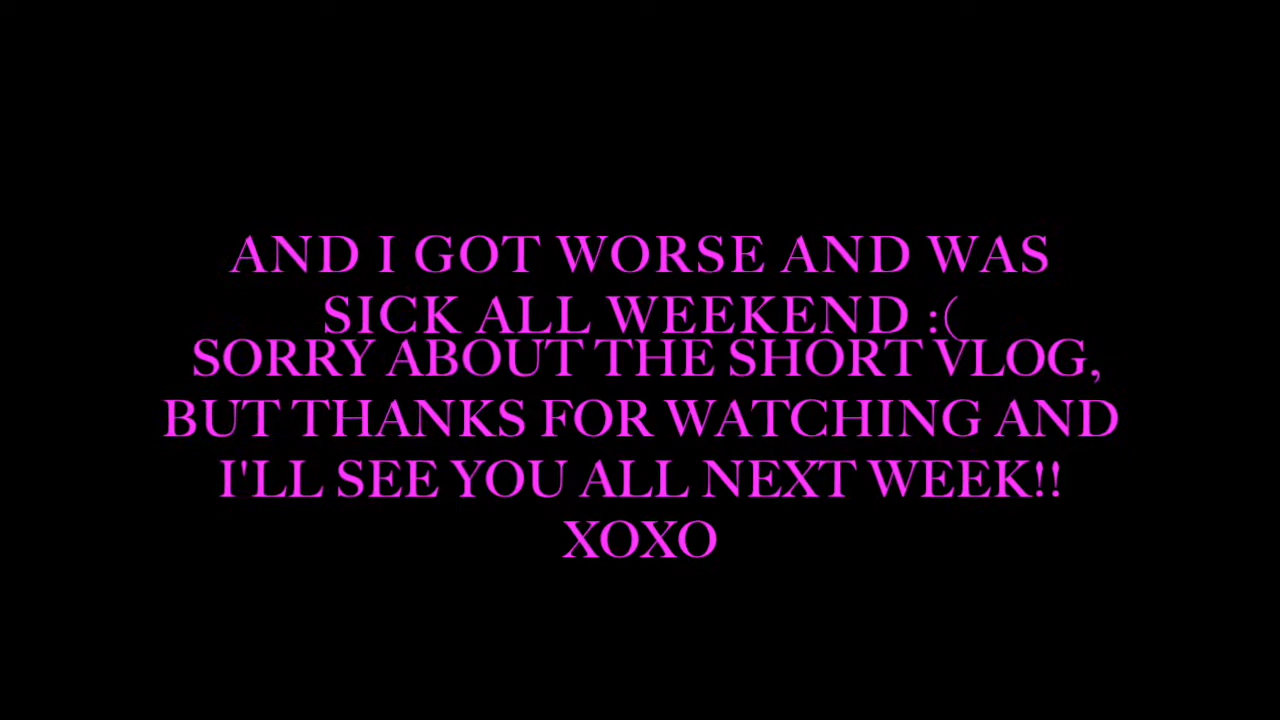 AND I GOT WORSE AND WAS
SICK ALL WEEKEND :(
SORRY ABOUT THE SHORT VLOG,
BUT THANKS FOR WATCHING AND
I'LL SEE YOU ALL NEXT WEEK!!
XOXO